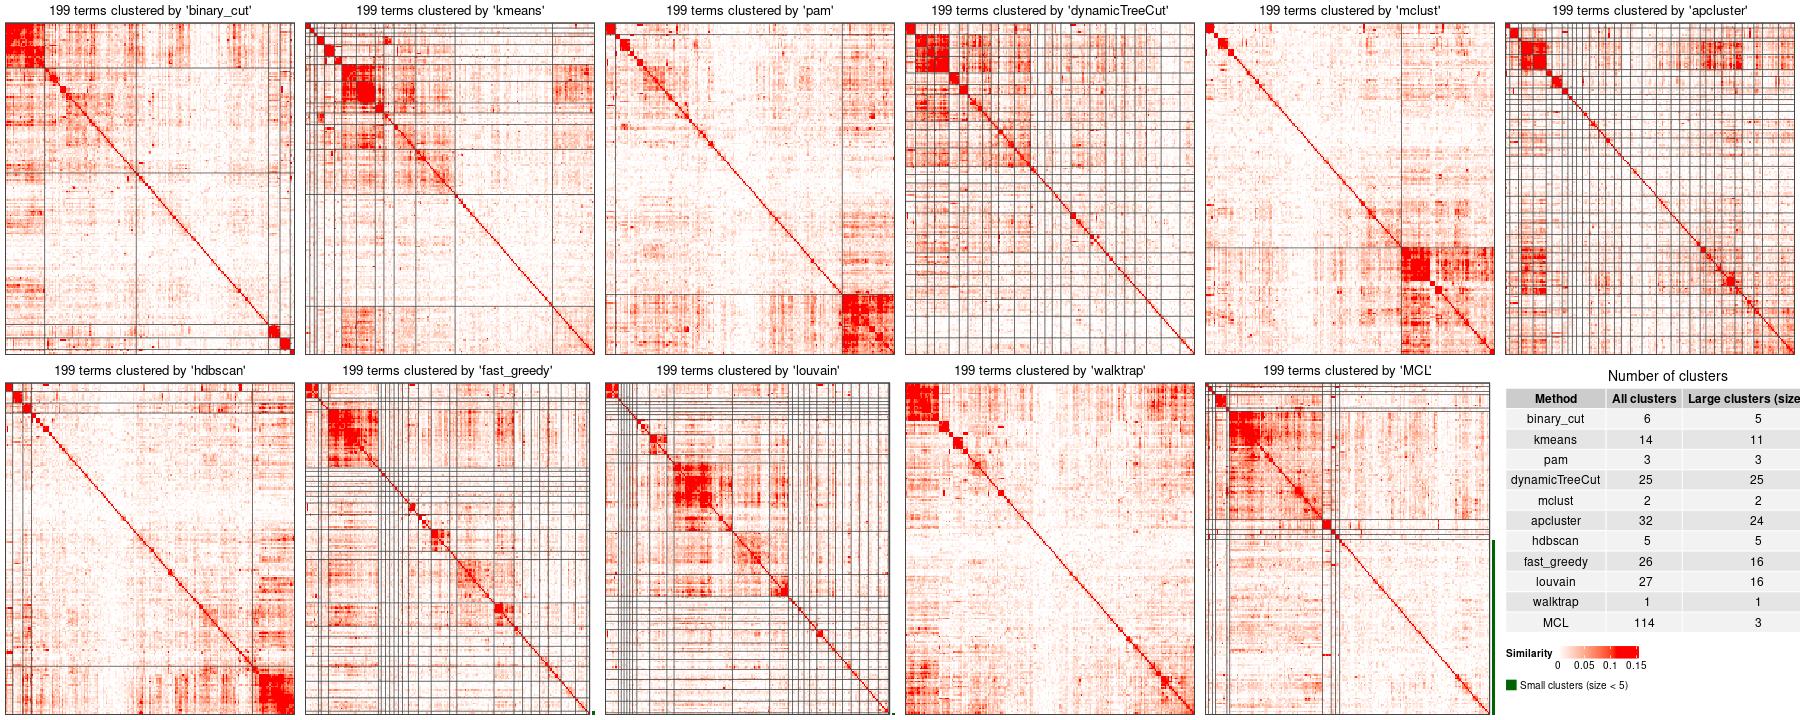 199 terms clustered by 'binary_cut'
199 terms clustered by 'kmeans'
199 terms clustered by 'pam'
199 terms clustered by 'dynamicTreeCut'
199 terms clustered by 'mclust'
199 terms clustered by 'apcluster'
199 terms clustered by 'hdbscan'
199 terms clustered by 'fast_greedy'
199 terms clustered by 'louvain'
199 terms clustered by 'walktrap'
199 terms clustered by 'MCL'
Number of clusters
Method All clusters Large clusters (size
binary_cut 6 5
kmeans 14 11
pam 3 3
dynamicTreeCut 25 25
mclust 2 2
apcluster 32 24
hdbscan 5 5
fast_greedy 26 16
louvain 27 16
walktrap 1 1
MCL 114 3
Similarity
0 0.05 0.1 0.15
Small clusters (size < 5)